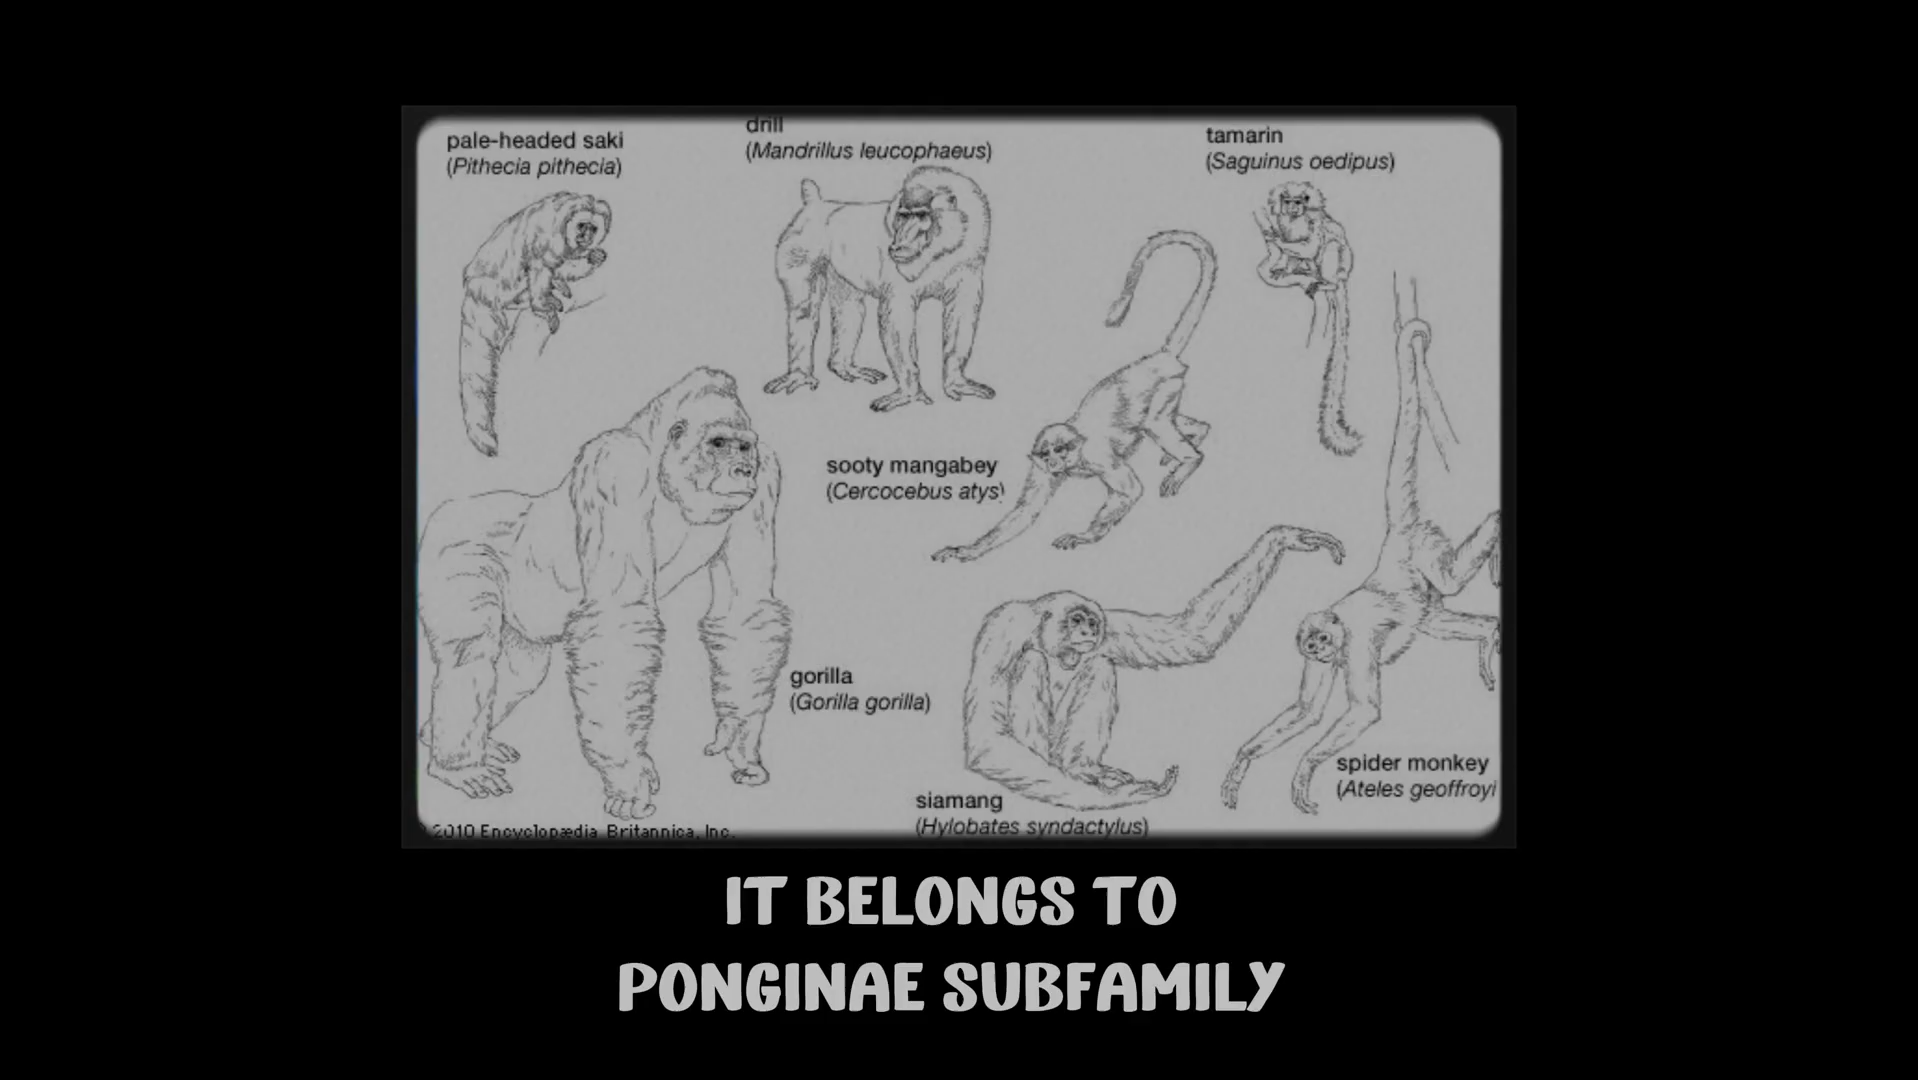 pale-headed saki
(Pithecia pithecia)
drill
(Mandrillus leucophaeus)
tamarin
(Saguinus oedipus)
sooty mangabey
(Cercocebus atys)
gorilla
(Gorilla gorilla)
siamang
(Hylobates syndactylus)
spider monkey
(Ateles geoffroyi
2010 Encyclopædia Britannica, Inc.
IT BELONGS TO
PONGINAE SUBFAMILY